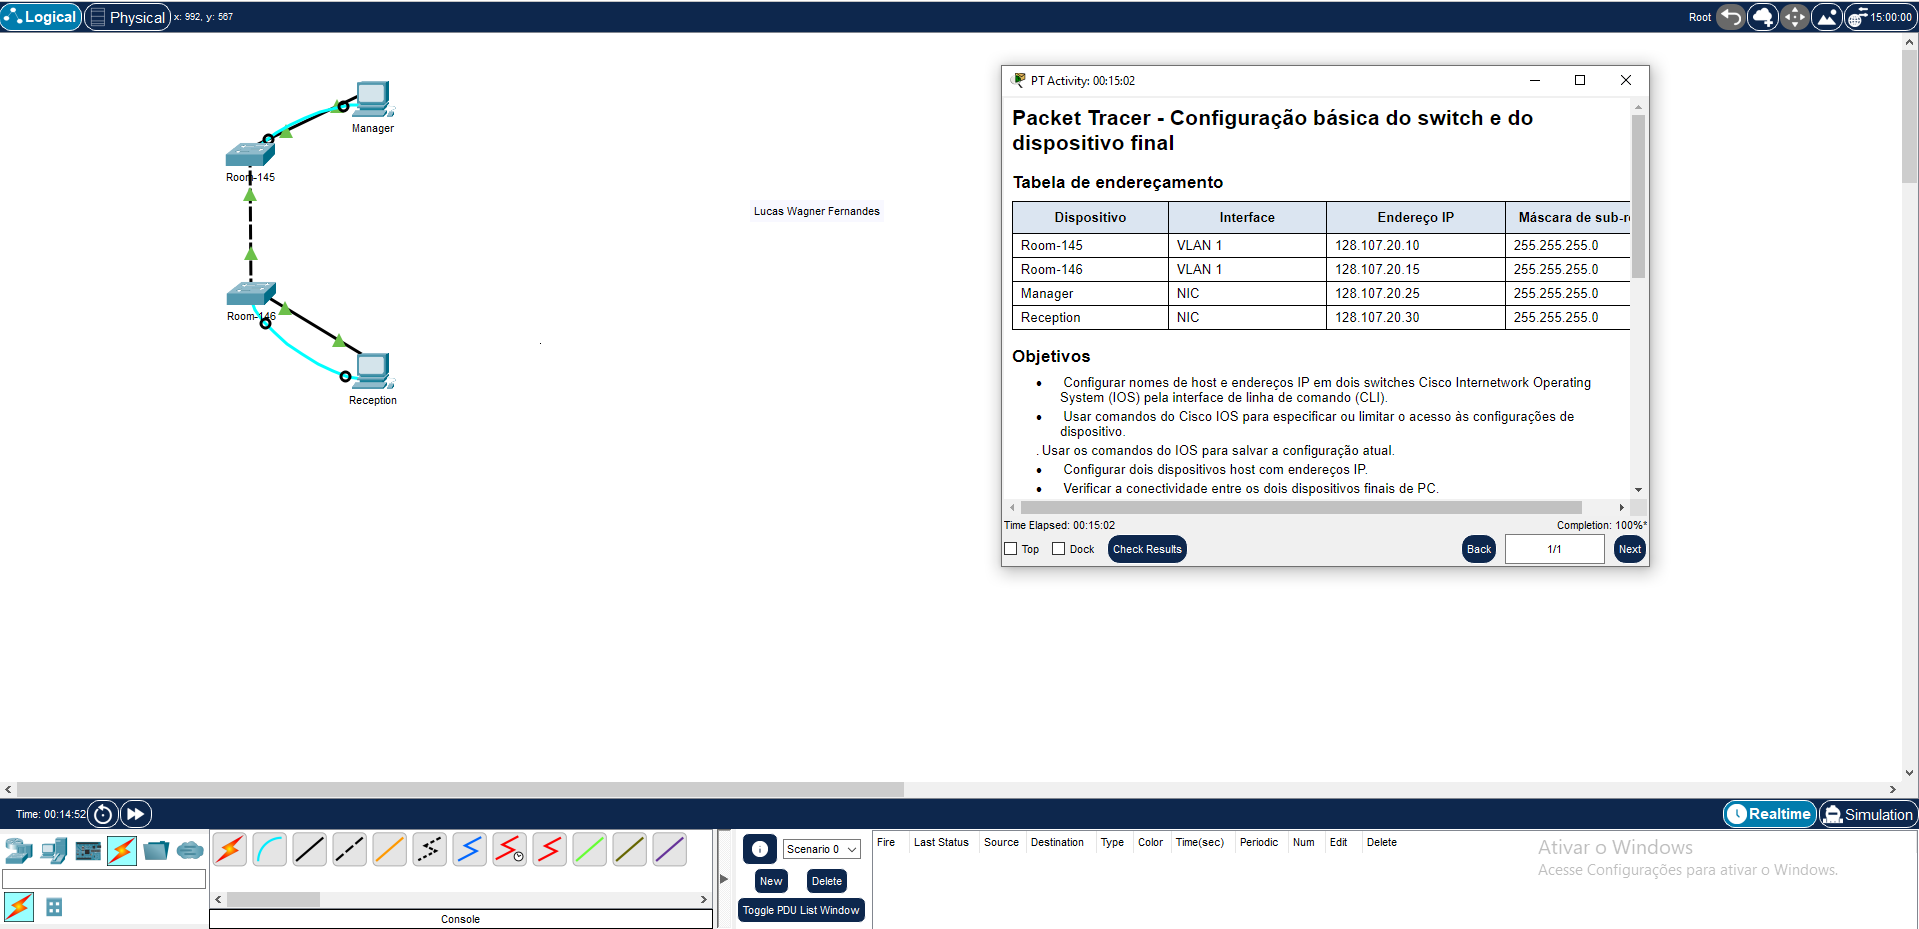 Logical
Physical
x: 992, y: 567
Root
15:00:00
Manager
Room-145
Room-146
Reception
Lucas Wagner Fernandes
PT Activity: 00:15:02
Packet Tracer - Configuração básica do switch e do
dispositivo final
Tabela de endereçamento
Dispositivo Interface Endereço IP Máscara de sub-r
Room-145 VLAN 1 128.107.20.10 255.255.255.0
Room-146 VLAN 1 128.107.20.15 255.255.255.0
Manager NIC 128.107.20.25 255.255.255.0
Reception NIC 128.107.20.30 255.255.255.0
Objetivos
• Configurar nomes de host e endereços IP em dois switches Cisco Internetwork Operating
System (IOS) pela interface de linha de comando (CLI).
• Usar comandos do Cisco IOS para especificar ou limitar o acesso às configurações de
dispositivo.
. Usar os comandos do IOS para salvar a configuração atual.
• Configurar dois dispositivos host com endereços IP.
• Verificar a conectividade entre os dois dispositivos finais de PC.
Time Elapsed: 00:15:02
Completion: 100%*
Top
Dock
Check Results
Back
1/1
Next
Time: 00:14:52
Realtime
Simulation
Scenario 0
New
Delete
Toggle PDU List Window
Fire Last Status Source Destination Type Color Time(sec) Periodic Num Edit Delete
Ativar o Windows
Acesse Configurações para ativar o Windows.
Console